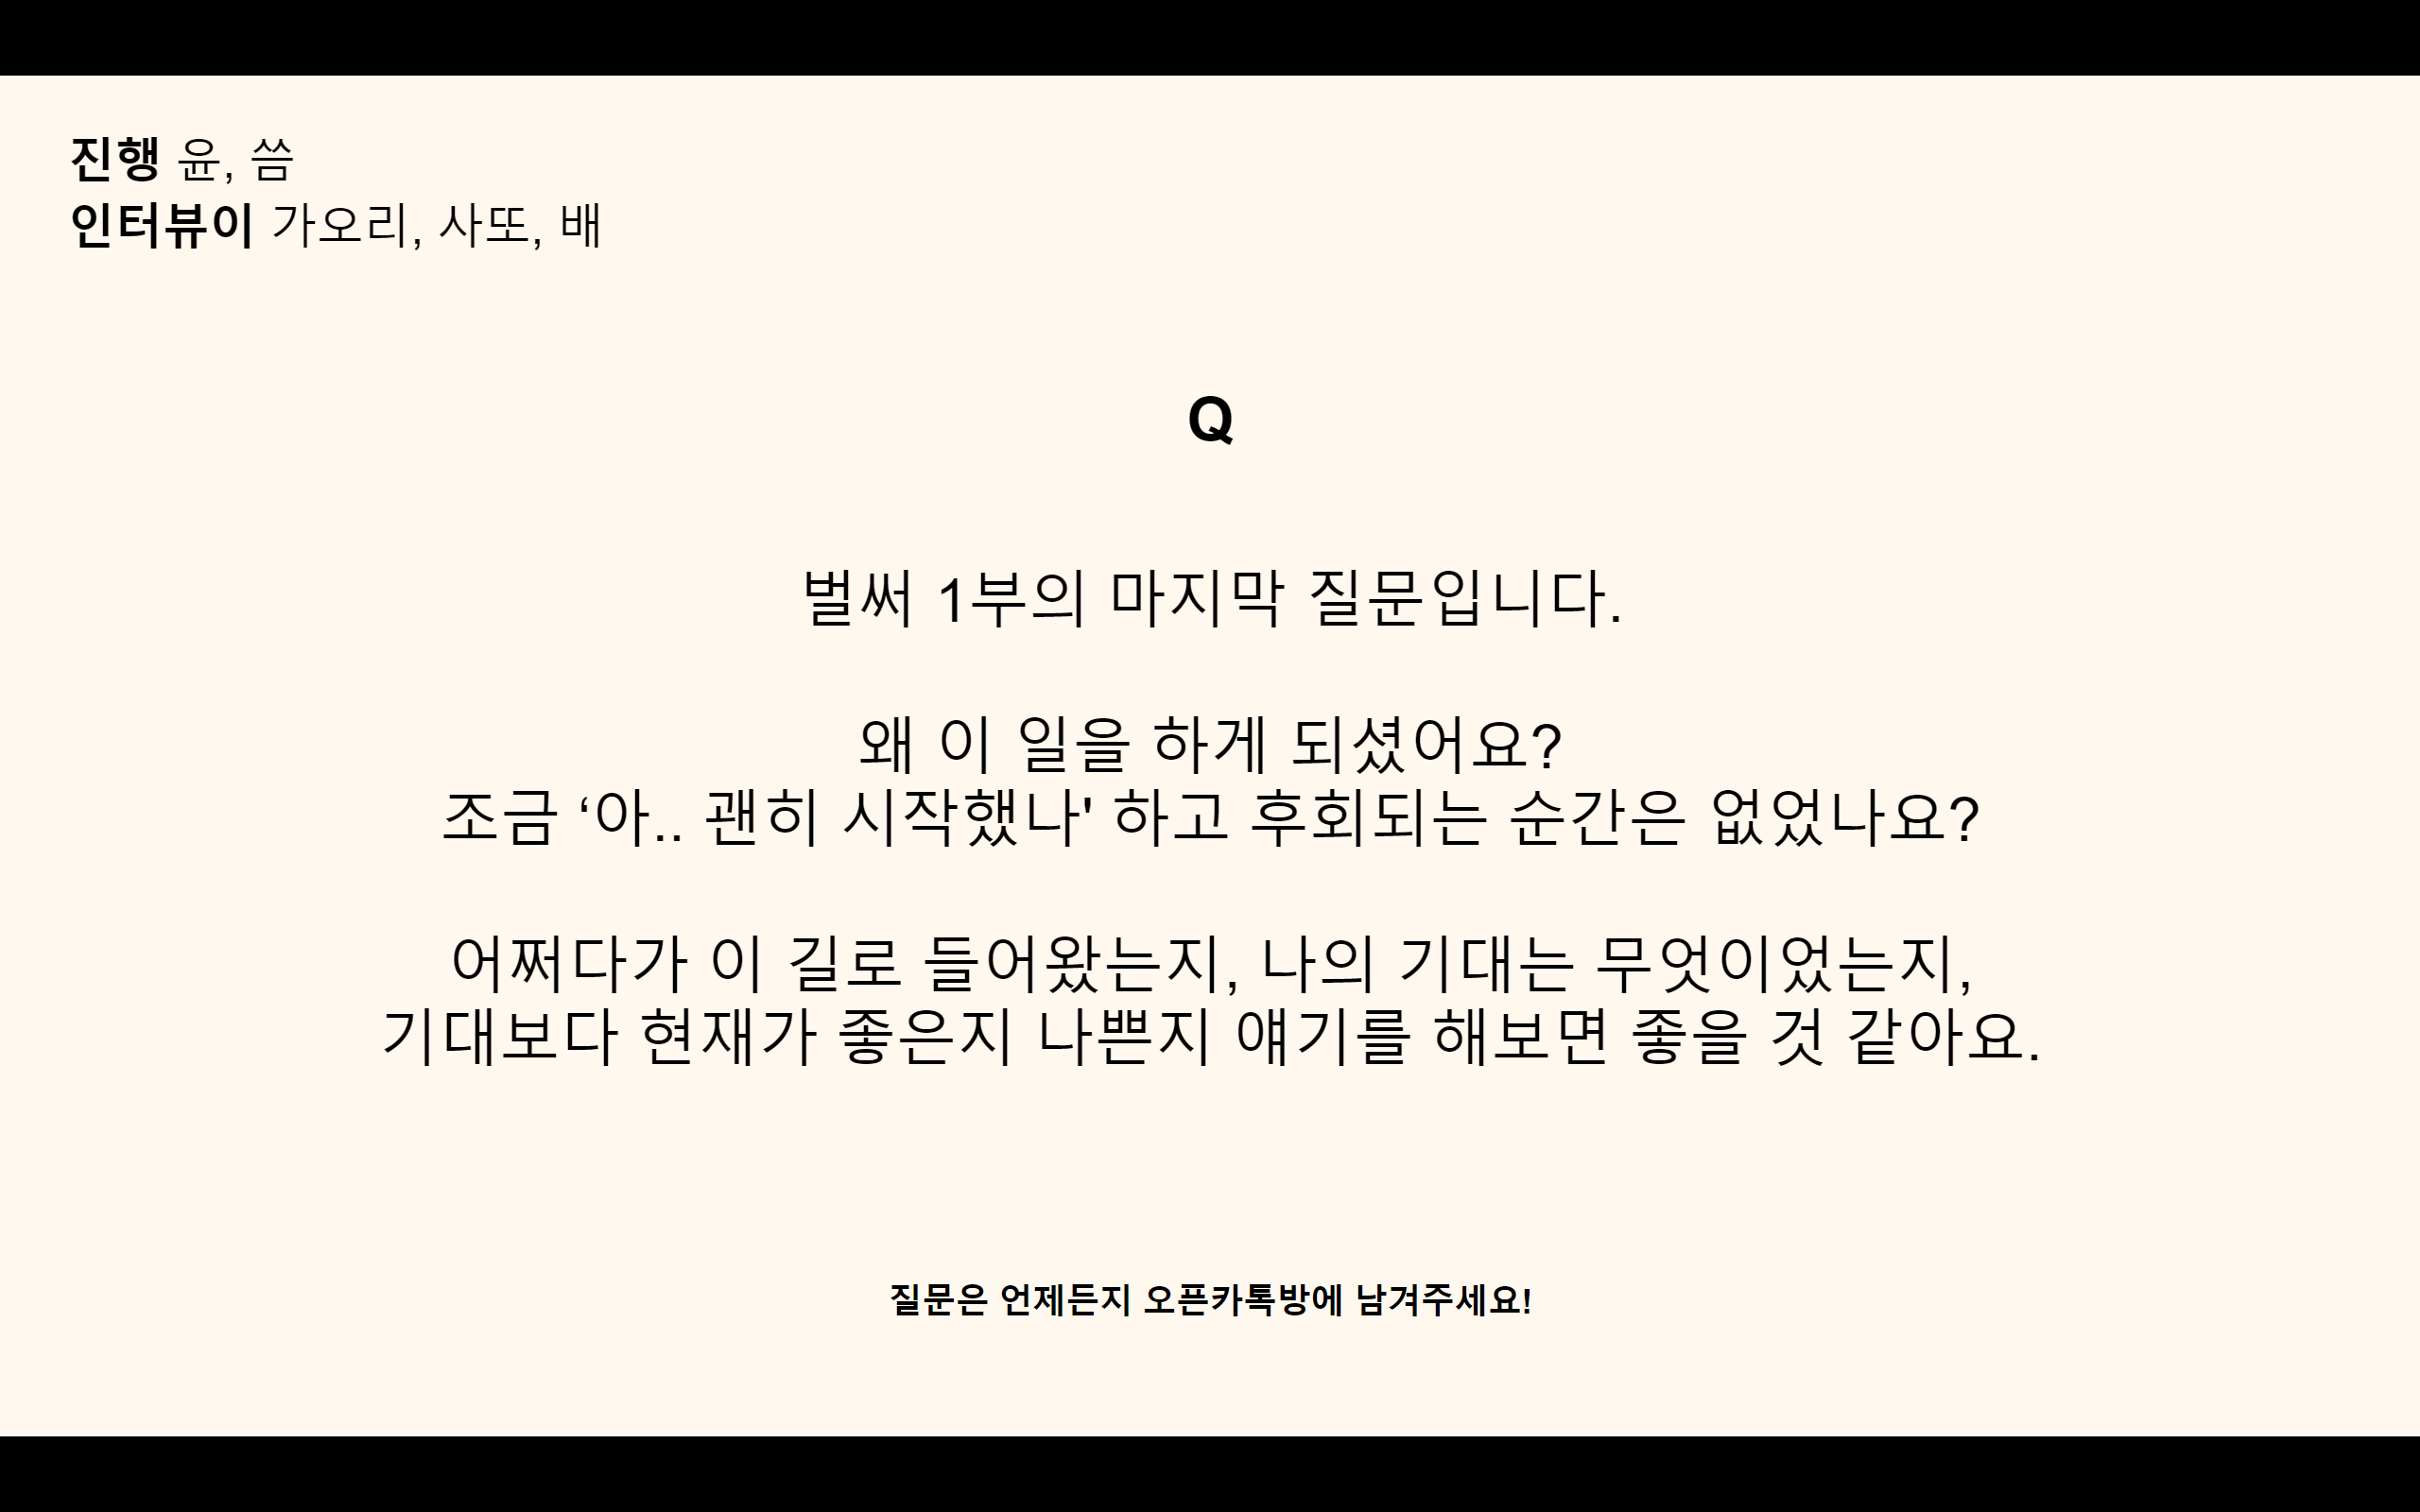 진행 윤, 씀
인터뷰이 가오리, 사또, 배
Q
벌써 1부의 마지막 질문입니다.
왜 이 일을 하게 되셨어요?
조금 ‘아.. 괜히 시작했나' 하고 후회되는 순간은 없었나요?
어쩌다가 이 길로 들어왔는지, 나의 기대는 무엇이었는지,
기대보다 현재가 좋은지 나쁜지 얘기를 해보면 좋을 것 같아요.
질문은 언제든지 오픈카톡방에 남겨주세요!